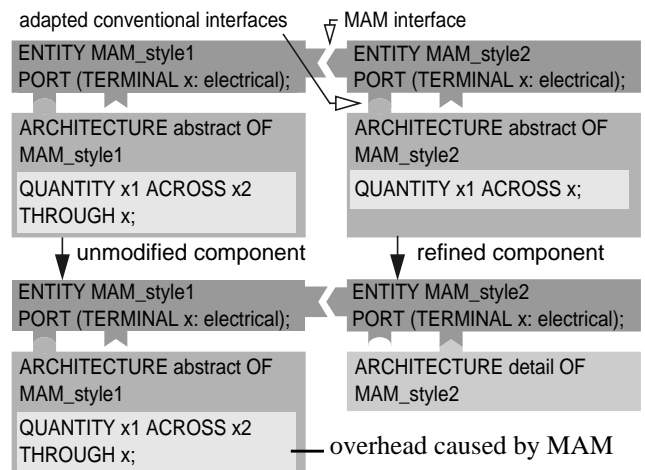 adapted conventional interfaces
MAM interface
ENTITY MAM_style1
PORT (TERMINAL x: electrical);
ENTITY MAM_style2
PORT (TERMINAL x: electrical);
ARCHITECTURE abstract OF
MAM_style1
QUANTITY x1 ACROSS x2
THROUGH x;
ARCHITECTURE abstract OF
MAM_style2
QUANTITY x1 ACROSS x;
unmodified component
refined component
ENTITY MAM_style1
PORT (TERMINAL x: electrical);
ENTITY MAM_style2
PORT (TERMINAL x: electrical);
ARCHITECTURE abstract OF
MAM_style1
QUANTITY x1 ACROSS x2
THROUGH x;
ARCHITECTURE detail OF
MAM_style2
overhead caused by MAM